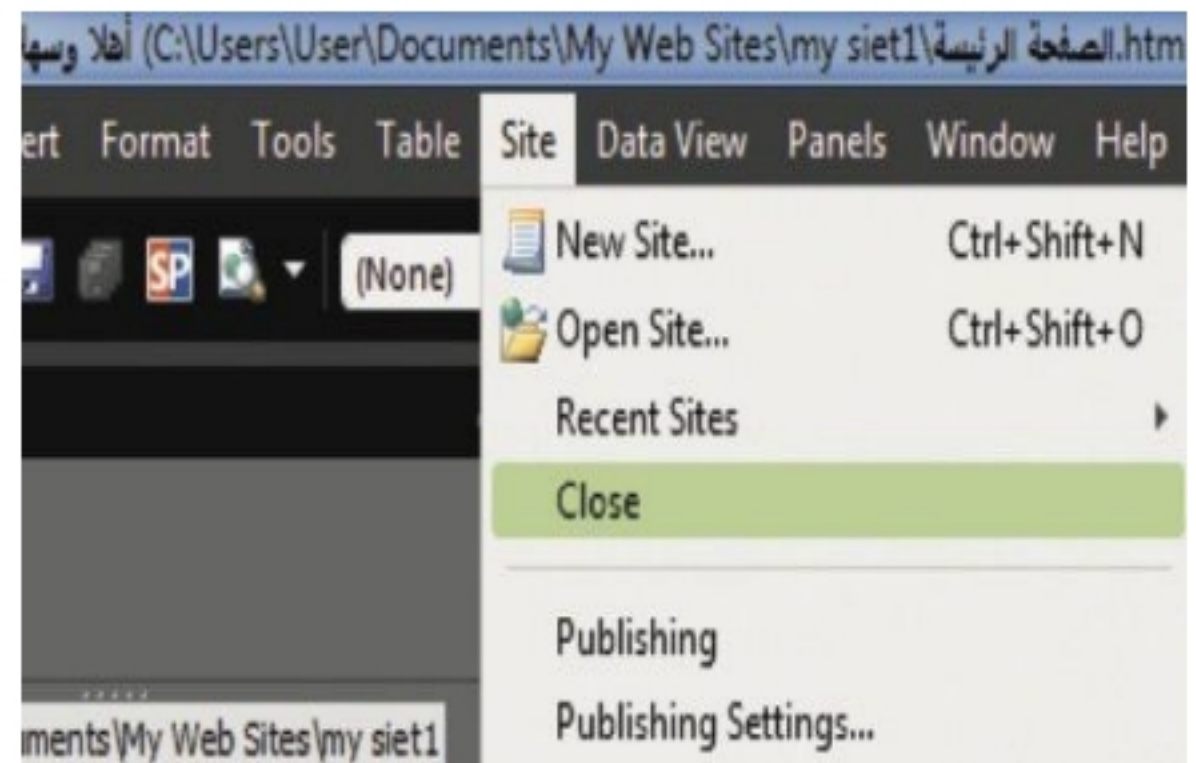 أهلا وسها (C:\Users\User\Documents\My Web Sites\my siet1\الصفحة الرئيسة.htm
ert Format Tools Table Site Data View Panels Window Help
SP (None)
New Site... Ctrl+Shift+N
Open Site... Ctrl+Shift+O
Recent Sites
Close
Publishing
Publishing Settings...
ments\My Web Sites\my siet1